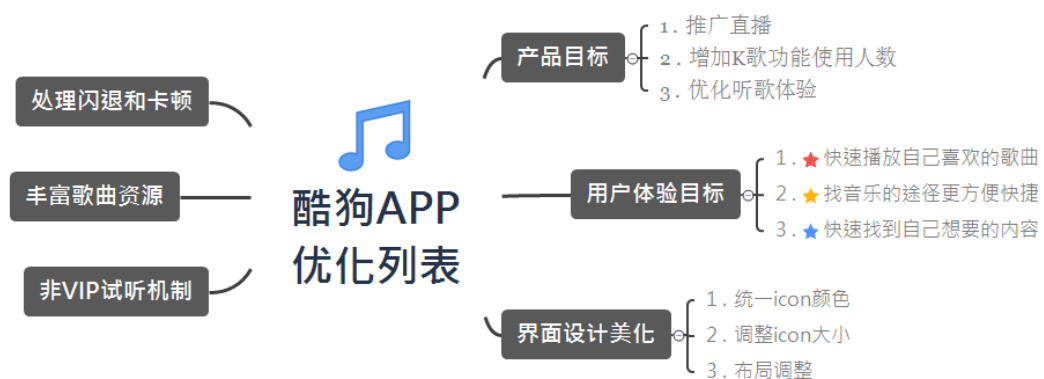 酷狗APP
优化列表
处理闪退和卡顿
丰富歌曲资源
非VIP试听机制
产品目标
1. 推广直播
2. 增加K歌功能使用人数
3. 优化听歌体验
用户体验目标
1. 快速播放自己喜欢的歌曲
2. 找音乐的途径更方便快捷
3. 快速找到自己想要的内容
界面设计美化
1. 统一icon颜色
2. 调整icon大小
3. 布局调整